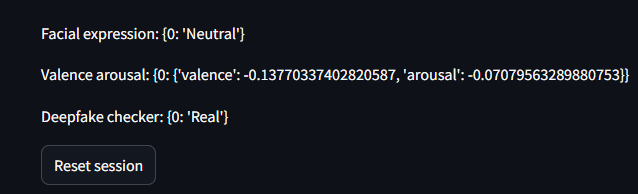 Facial expression: {0: 'Neutral'}
Valence arousal: {0: {'valence': -0.13770337402820587, 'arousal': -0.07079563289880753}}
Deepfake checker: {0: 'Real'}
Reset session